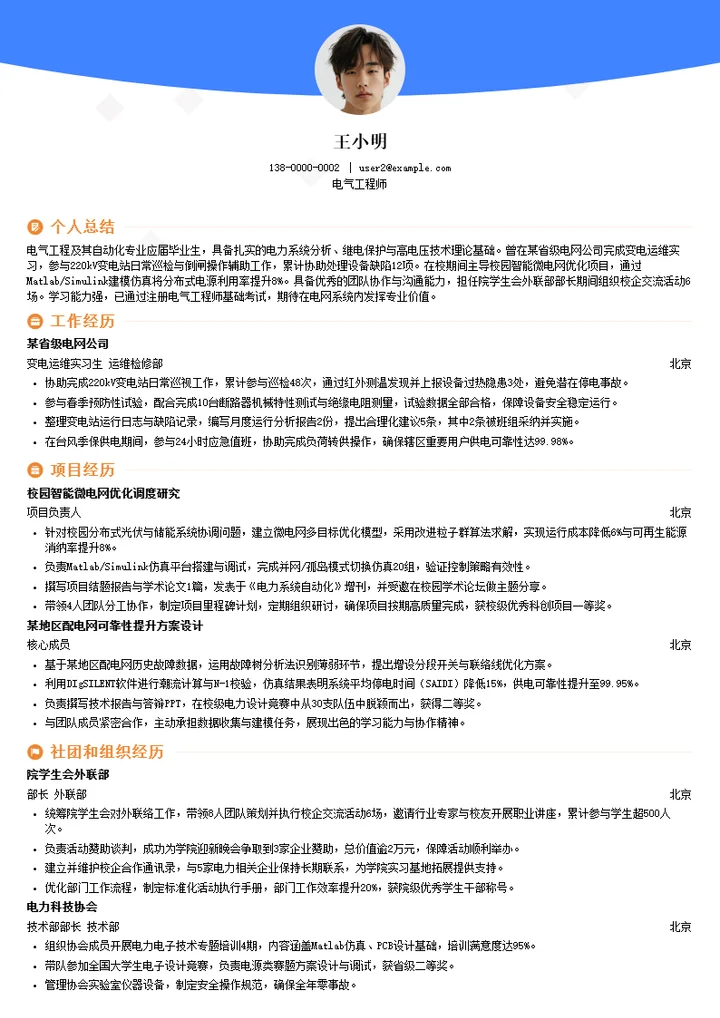 王小明
138-0000-0002 | user2@example.com
电气工程师
个人总结
电气工程及其自动化专业应届毕业生，具备扎实的电力系统分析、继电保护与高电压技术理论基础。曾在某省级电网公司完成变电运维实
习，参与220kV变电站日常巡检与倒闸操作辅助工作，累计协助处理设备缺陷12项。在校期间主导校园智能微电网优化项目，通过
Matlab/Simulink建模仿真将分布式电源利用率提升8%。具备优秀的团队协作与沟通能力，担任院学生会外联部部长期间组织校企交流活动6
场。学习能力强，已通过注册电气工程师基础考试，期待在电网系统内发挥专业价值。
工作经历
某省级电网公司
变电运维实习生 运维检修部 北京
• 协助完成220kV变电站日常巡视工作，累计参与巡检48次，通过红外测温发现并上报设备过热隐患3处，避免潜在停电事故。
• 参与春季预防性试验，配合完成10台断路器机械特性测试与绝缘电阻测量，试验数据全部合格，保障设备安全稳定运行。
• 整理变电站运行日志与缺陷记录，编写月度运行分析报告2份，提出合理化建议5条，其中2条被班组采纳并实施。
• 在台风季保供电期间，参与24小时应急值班，协助完成负荷转供操作，确保辖区重要用户供电可靠性达99.98%。
项目经历
校园智能微电网优化调度研究
项目负责人 北京
• 针对校园分布式光伏与储能系统协调问题，建立微电网多目标优化模型，采用改进粒子群算法求解，实现运行成本降低6%与可再生能源
消纳率提升8%。
• 负责Matlab/Simulink仿真平台搭建与调试，完成并网/孤岛模式切换仿真20组，验证控制策略有效性。
• 撰写项目结题报告与学术论文1篇，发表于《电力系统自动化》增刊，并受邀在校园学术论坛做主题分享。
• 带领4人团队分工协作，制定项目里程碑计划，定期组织研讨，确保项目按期高质量完成，获校级优秀科创项目一等奖。
某地区配电网可靠性提升方案设计
核心成员 北京
• 基于某地区配电网历史故障数据，运用故障树分析法识别薄弱环节，提出增设分段开关与联络线优化方案。
• 利用DIgSILENT软件进行潮流计算与N-1校验，仿真结果表明系统平均停电时间（SAIDI）降低15%，供电可靠性提升至99.95%。
• 负责撰写技术报告与答辩PPT，在校级电力设计竞赛中从30支队伍中脱颖而出，获得二等奖。
• 与团队成员紧密合作，主动承担数据收集与建模任务，展现出色的学习能力与协作精神。
社团和组织经历
院学生会外联部
部长 外联部 北京
• 统筹院学生会对外联络工作，带领8人团队策划并执行校企交流活动6场，邀请行业专家与校友开展职业讲座，累计参与学生超500人
次。
• 负责活动赞助谈判，成功为学院迎新晚会争取到3家企业赞助，总价值逾2万元，保障活动顺利举办。
• 建立并维护校企合作通讯录，与5家电力相关企业保持长期联系，为学院实习基地拓展提供支持。
• 优化部门工作流程，制定标准化活动执行手册，部门工作效率提升20%，获院级优秀学生干部称号。
电力科技协会
技术部部长 技术部 北京
• 组织协会成员开展电力电子技术专题培训4期，内容涵盖Matlab仿真、PCB设计基础，培训满意度达95%。
• 带队参加全国大学生电子设计竞赛，负责电源类赛题方案设计与调试，获省级二等奖。
• 管理协会实验室仪器设备，制定安全操作规范，确保全年零事故。